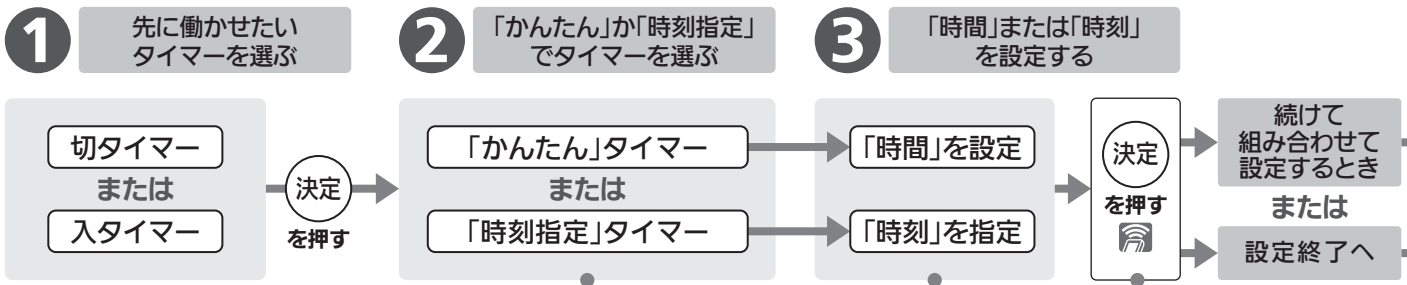 1
先に働かせたい
タイマーを選ぶ
2
「かんたん」か「時刻指定」
でタイマーを選ぶ
3
「時間」または「時刻」
を設定する
切タイマー
または
入タイマー
決定
を押す
「かんたん」タイマー
または
「時刻指定」タイマー
「時間」を設定
「時刻」を指定
決定
を押す
続けて
組み合わせて
設定するとき
または
設定終了へ